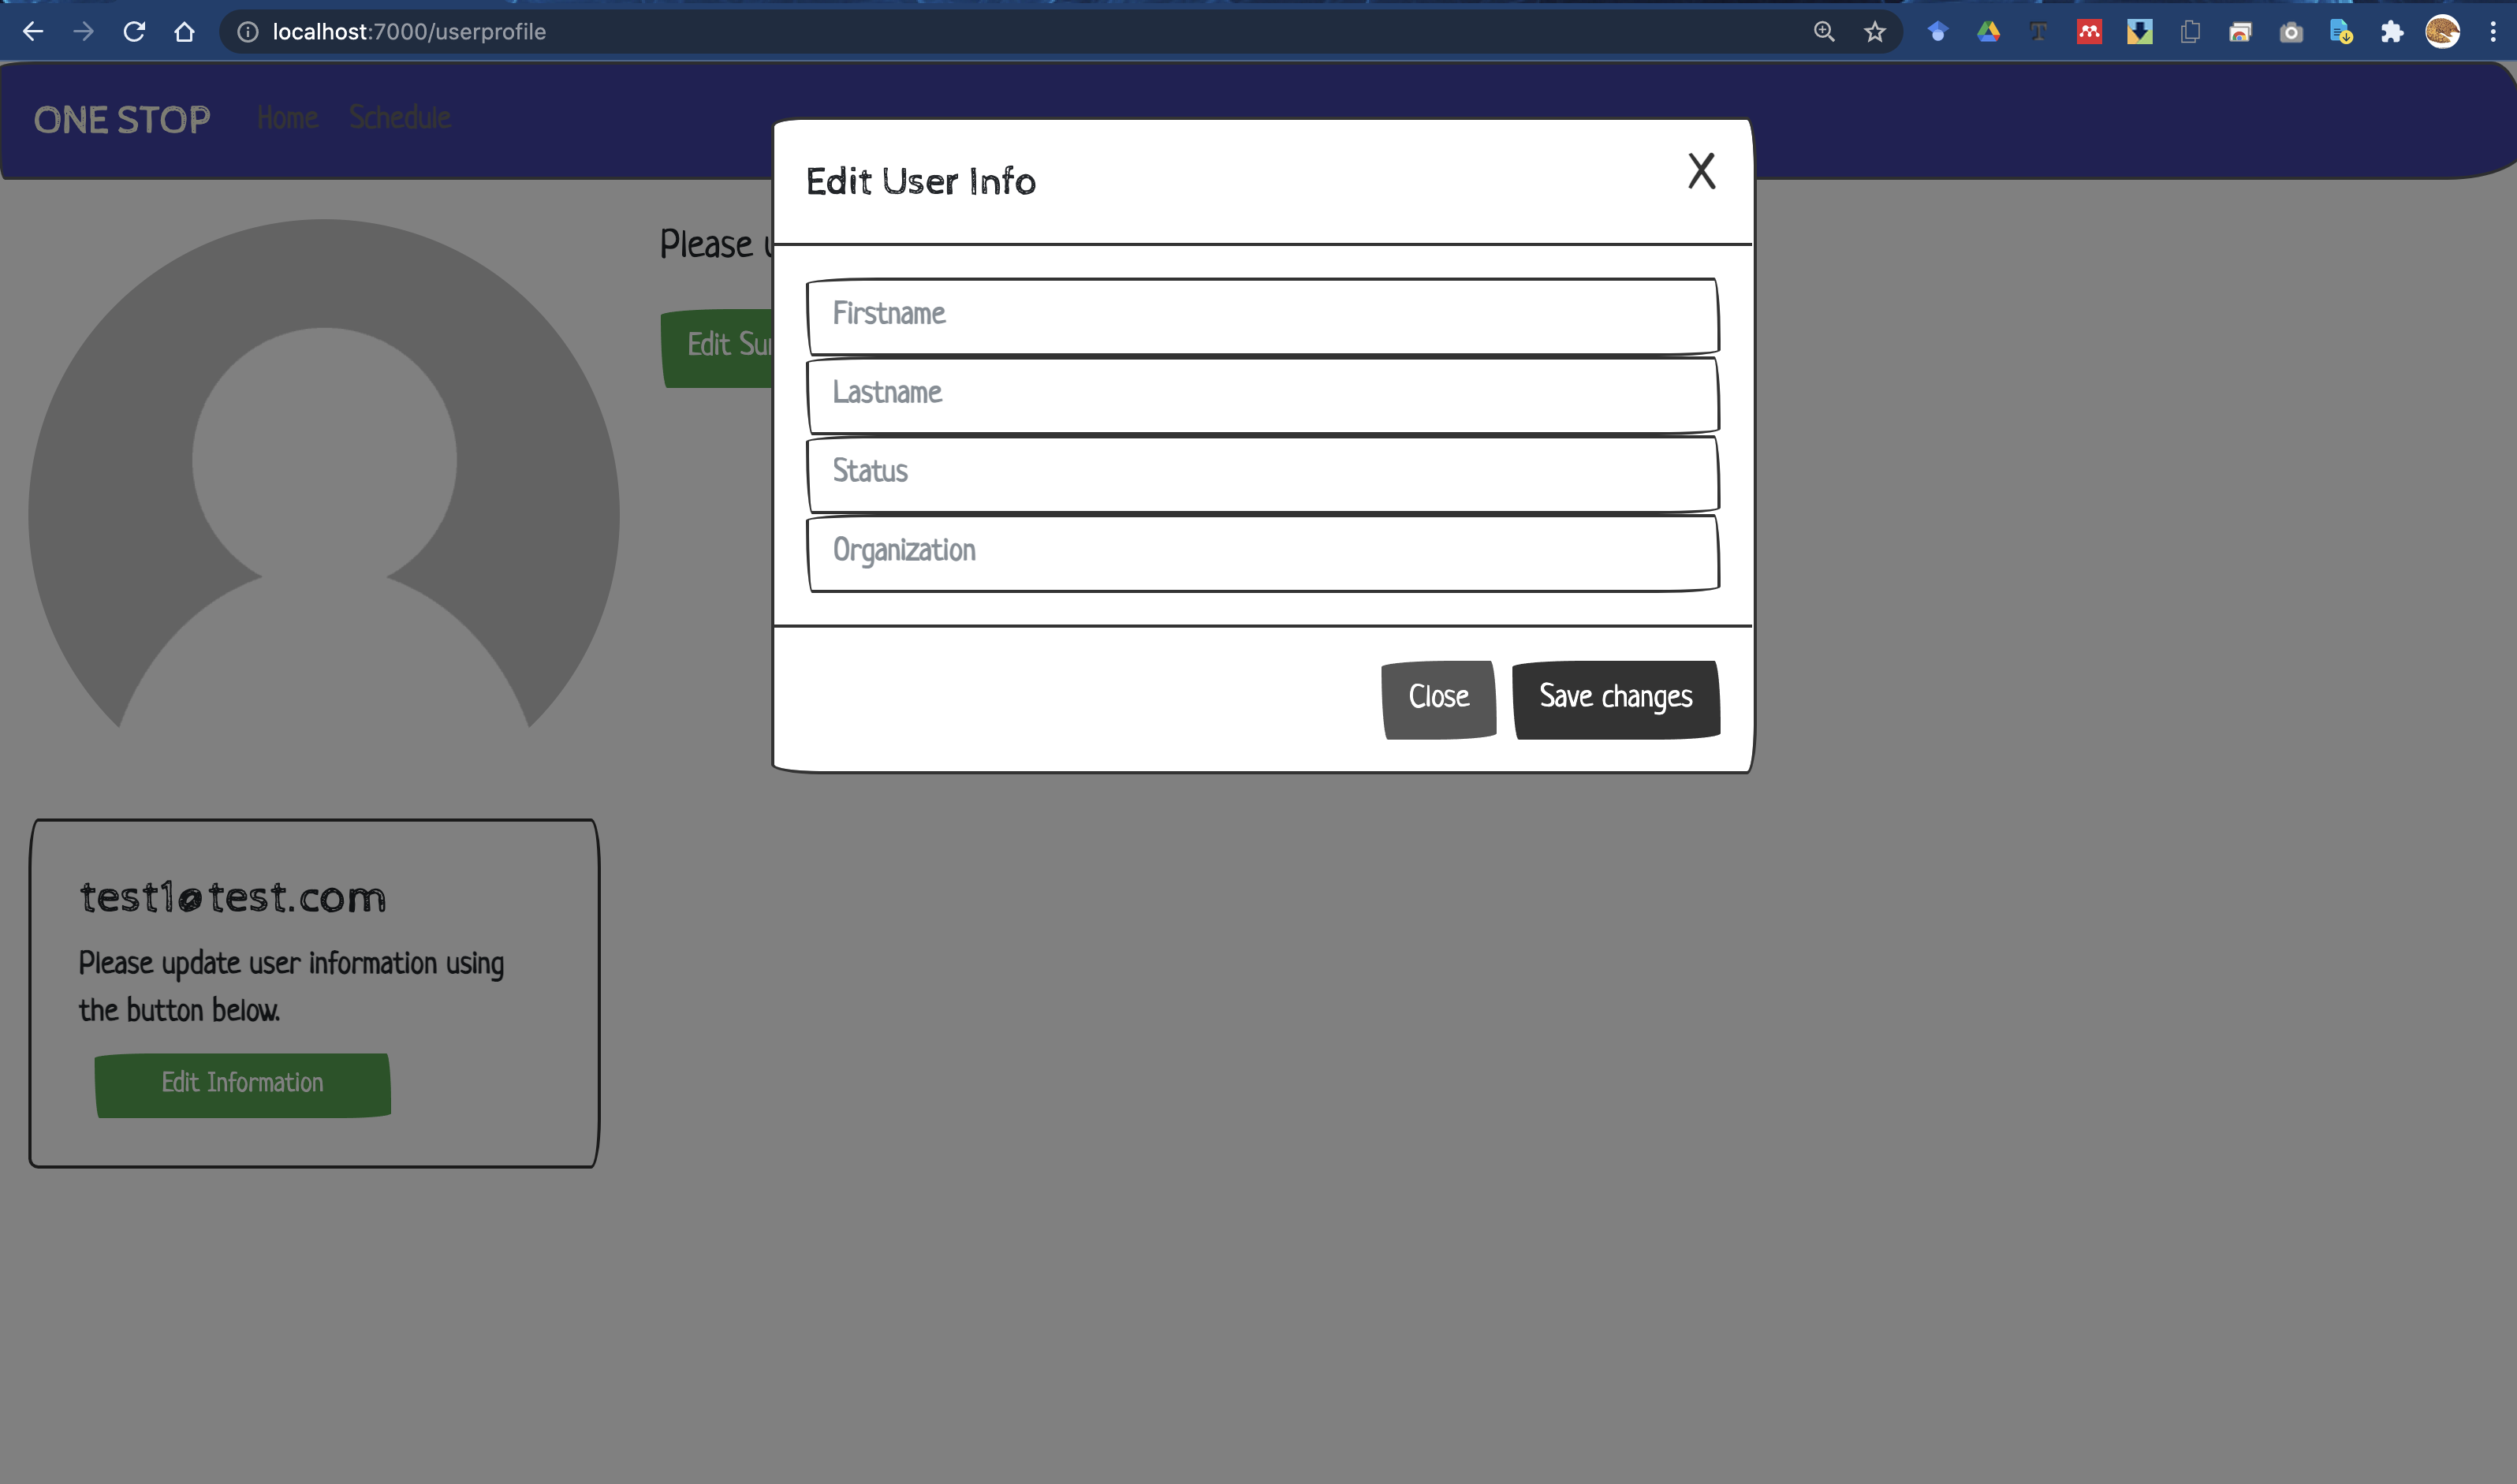 localhost:7000/userprofile
ONE STOP Home Schedule
Edit User Info X
Please
Edit
Firstname
Lastname
Status
Organization
Close Save changes
test1@test.com
Please update user information using
the button below.
Edit Information